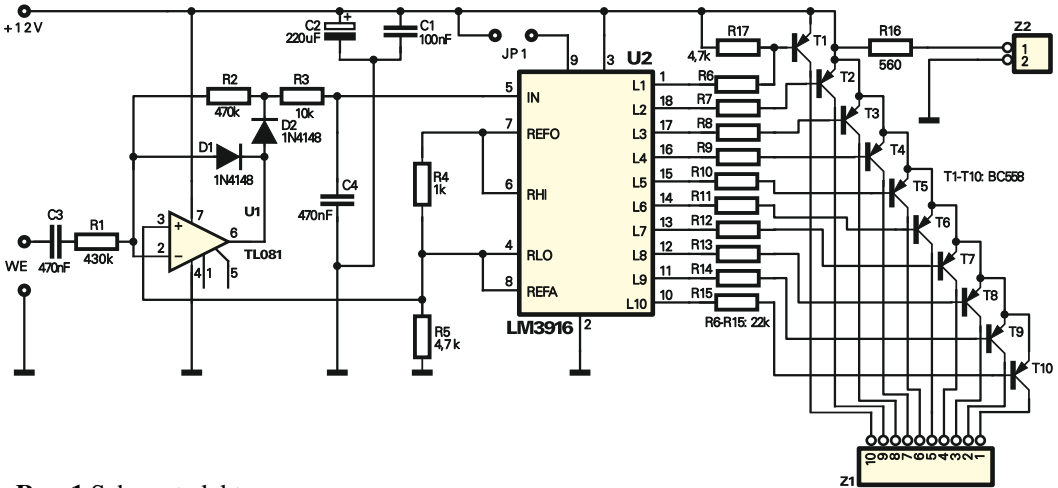 +12V
C2
+
220uF
C1
100nF
JP1
9
3
U2
R17
4,7k
T1
R16
560
Z2
1
2
R2
470k
R3
10k
5
IN
L1
1
R6
T2
D2
1N4148
7
REFO
L2
18
R7
T3
D1
1N4148
L3
17
R8
T4
R4
1k
6
RHI
L4
16
R9
T5
T1-T10: BC558
C4
470nF
L5
15
R10
T6
C3
470nF
R1
430k
3
+
2
−
7
6
U1
TL081
4
1
5
4
RLO
L6
14
R11
T7
WE
8
REFA
L7
13
R12
T8
L8
12
R13
T9
L9
11
R14
T10
L10
10
R15
R6-R15: 22k
R5
4,7k
LM3916
2
Z1
10
9
8
7
6
5
4
3
2
1